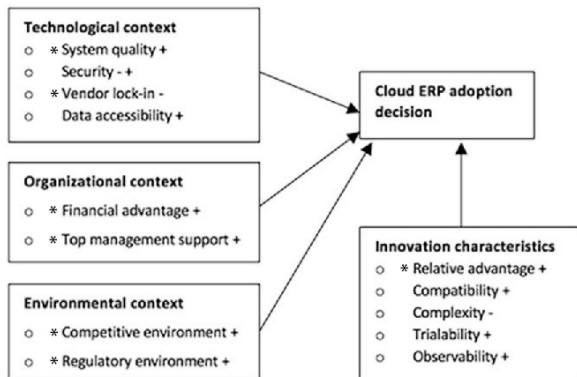 Technological context
○ * System quality +
○ Security - +
○ * Vendor lock-in -
○ Data accessibility +
Cloud ERP adoption
decision
Organizational context
○ * Financial advantage +
○ * Top management support +
Environmental context
○ * Competitive environment +
○ * Regulatory environment +
Innovation characteristics
○ * Relative advantage +
○ Compatibility +
○ Complexity -
○ Trialability +
○ Observability +